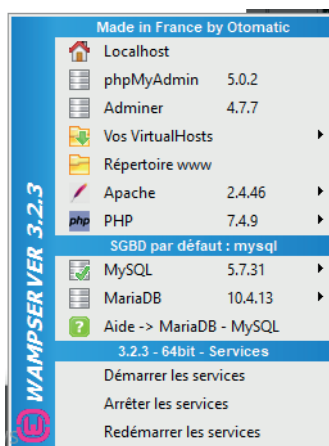 Made in France by Otomatic
Localhost
phpMyAdmin 5.0.2
Adminer 4.7.7
Vos VirtualHosts
Répertoire www
Apache 2.4.46
php PHP 7.4.9
SGBD par défaut : mysql
MySQL 5.7.31
MariaDB 10.4.13
? Aide -> MariaDB - MySQL
3.2.3 - 64bit - Services
Démarrer les services
Arrêter les services
Redémarrer les services
WAMPSERVER 3.2.3